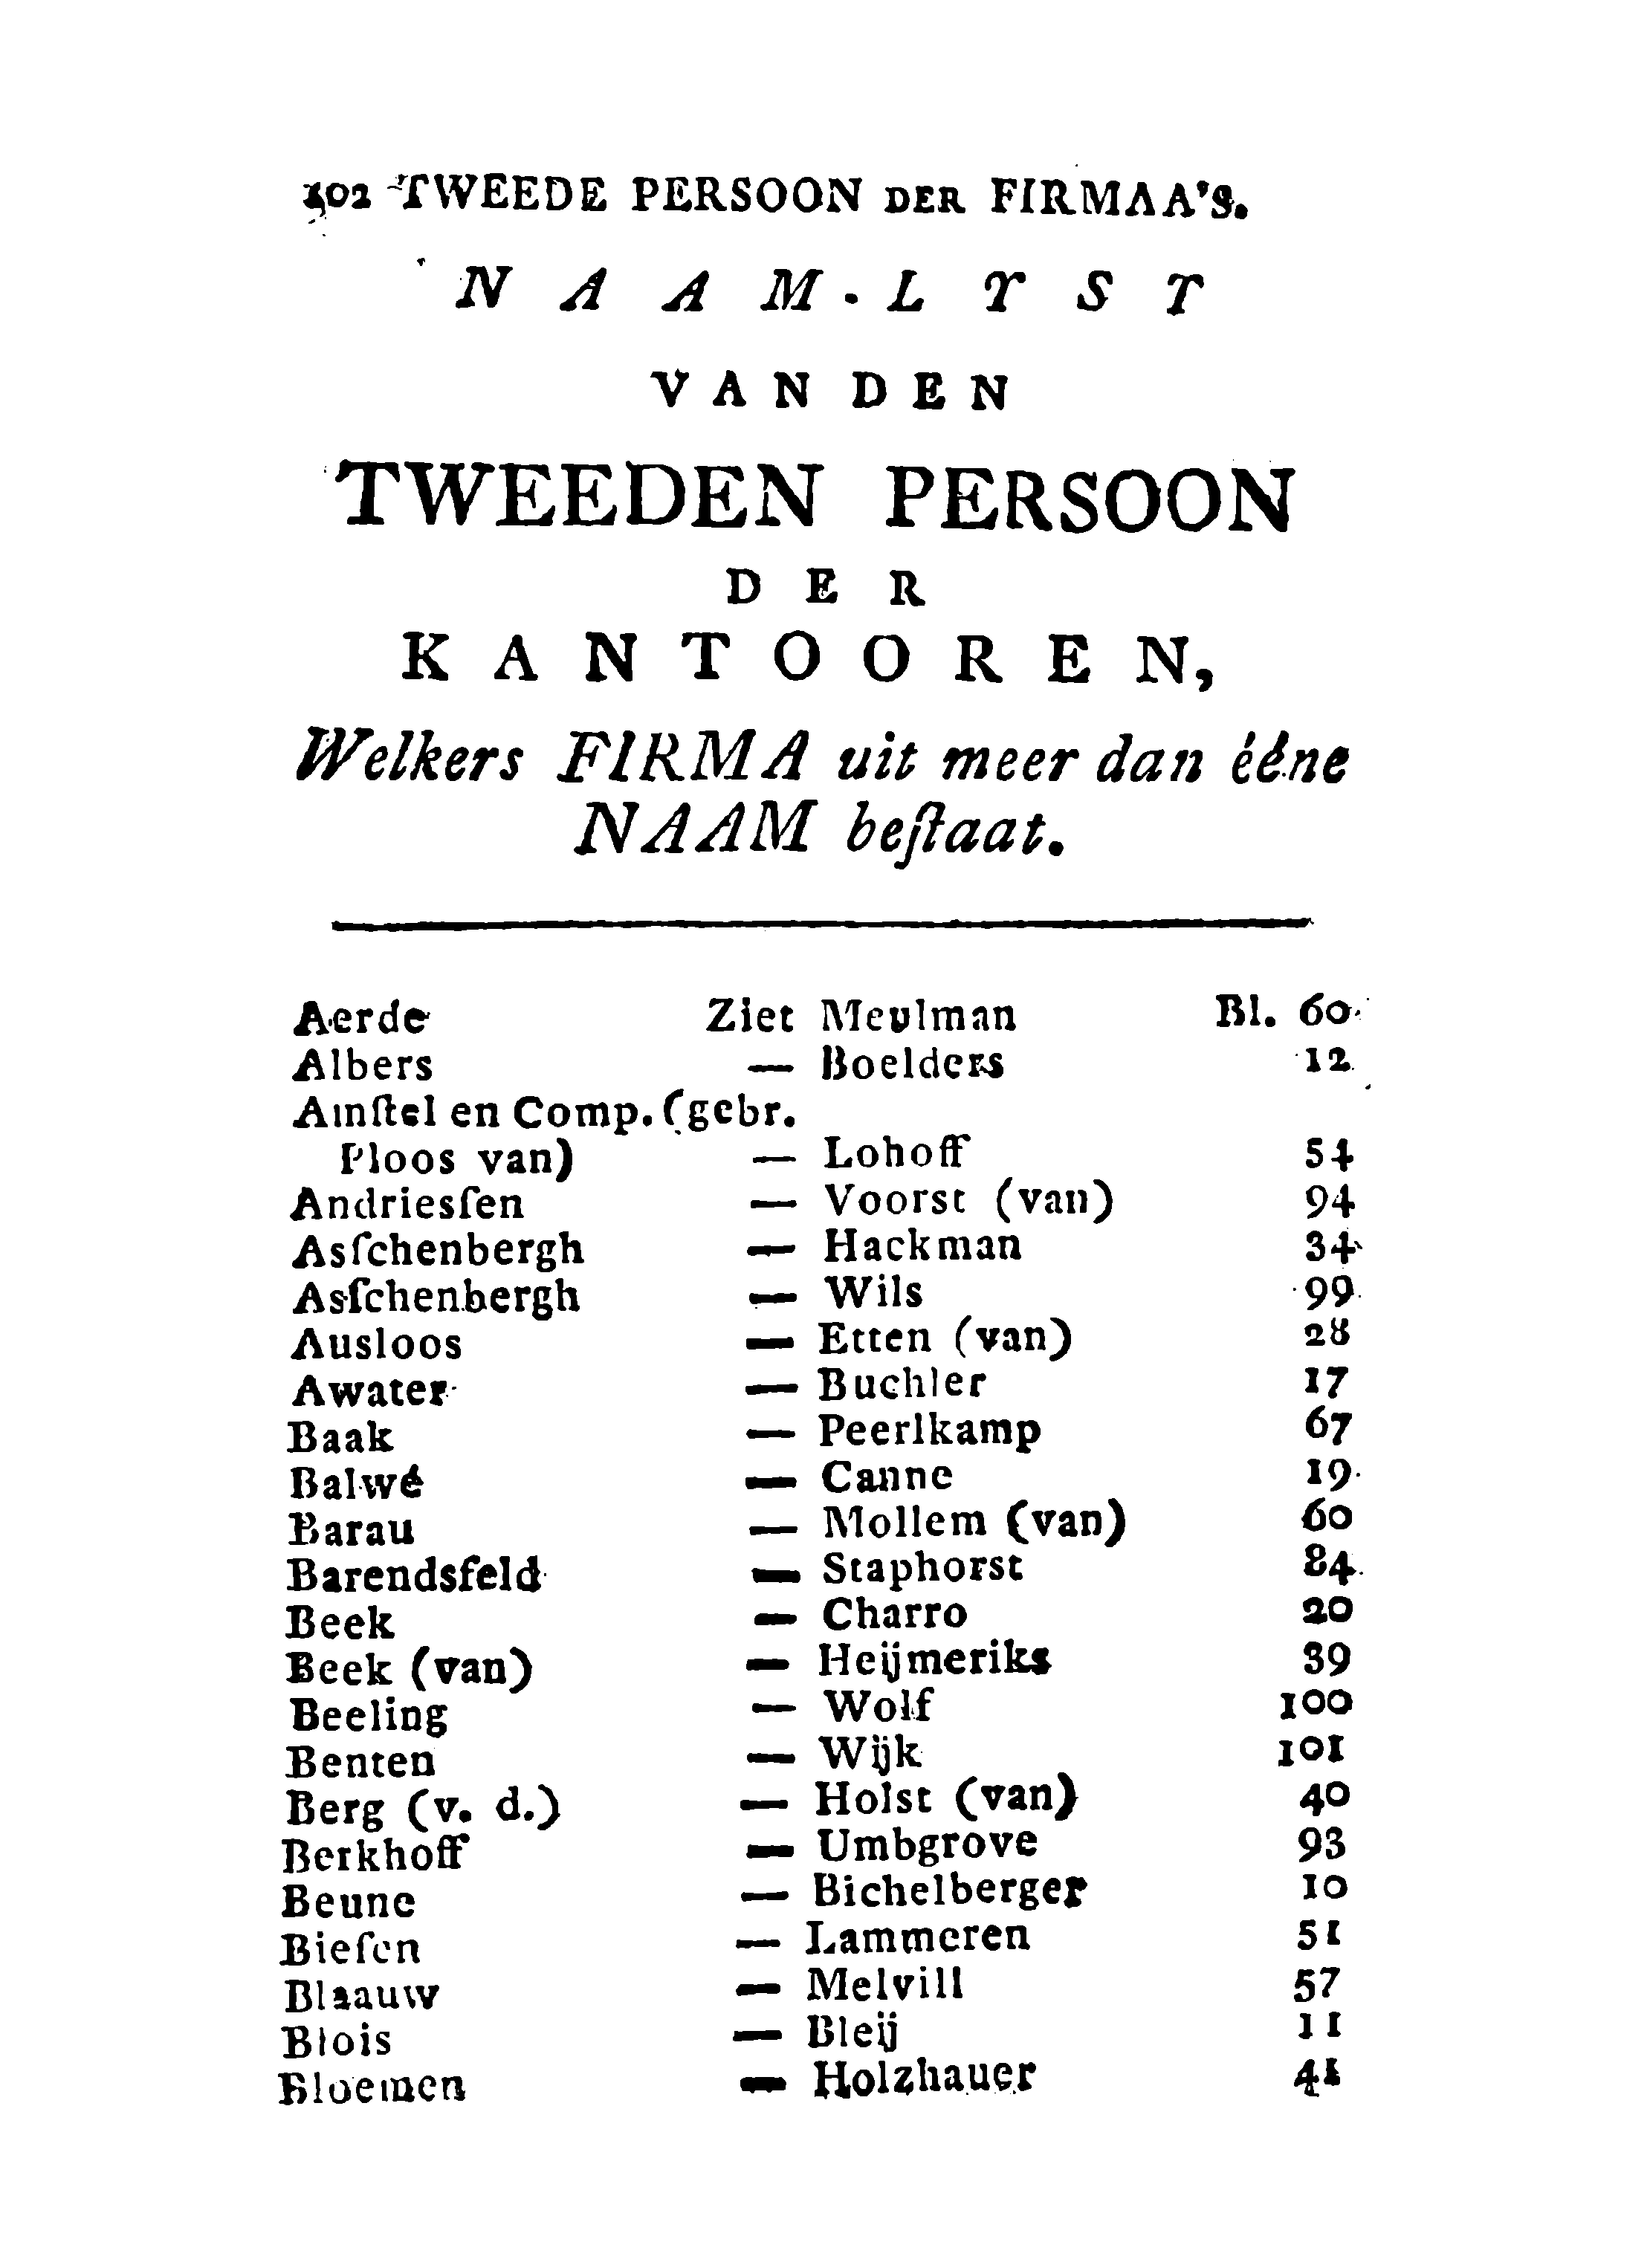 102 TWEEDE PERSOON DER FIRMAA'S.
NAAM-LYST
VAN DEN
TWEEDEN PERSOON
DER
KANTOOREN,
Welkers FIRMA uit meer dan ééne
NAAM beſtaat.
Aerde Ziet Meulman Bl. 60
Albers — Boelders 12
Amſtel en Comp. (gebr.
Ploos van) — Lohoff 54
Andriesſen — Voorst (van) 94
Asſchenbergh — Hackman 34
Asſchenbergh — Wils 99
Ausloos — Etten (van) 28
Awater — Buchler 17
Baak — Peerlkamp 67
Balwé — Canne 19
Barau — Mollem (van) 60
Barendsfeld — Staphorst 84
Beek — Charro 20
Beek (van) — Heijmeriks 39
Beeling — Wolf 100
Benten — Wijk 101
Berg (v. d.) — Holst (van) 40
Berkhoff — Umbgrove 93
Beune — Bichelberger 10
Bieſen — Lammeren 51
Blaauw — Melvill 57
Blois — Bleij 11
Bloemen — Holzhauer 41